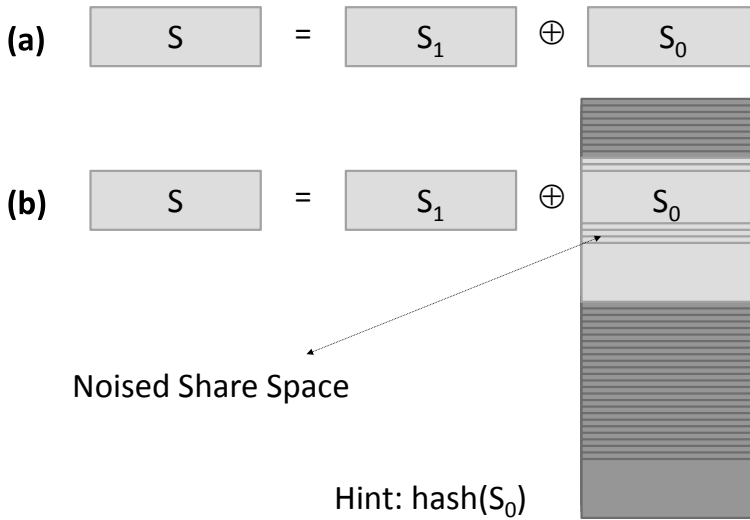 (a) S = S₁ ⊕ S₀
(b) S = S₁ ⊕ S₀
Noised Share Space
Hint: hash(S₀)